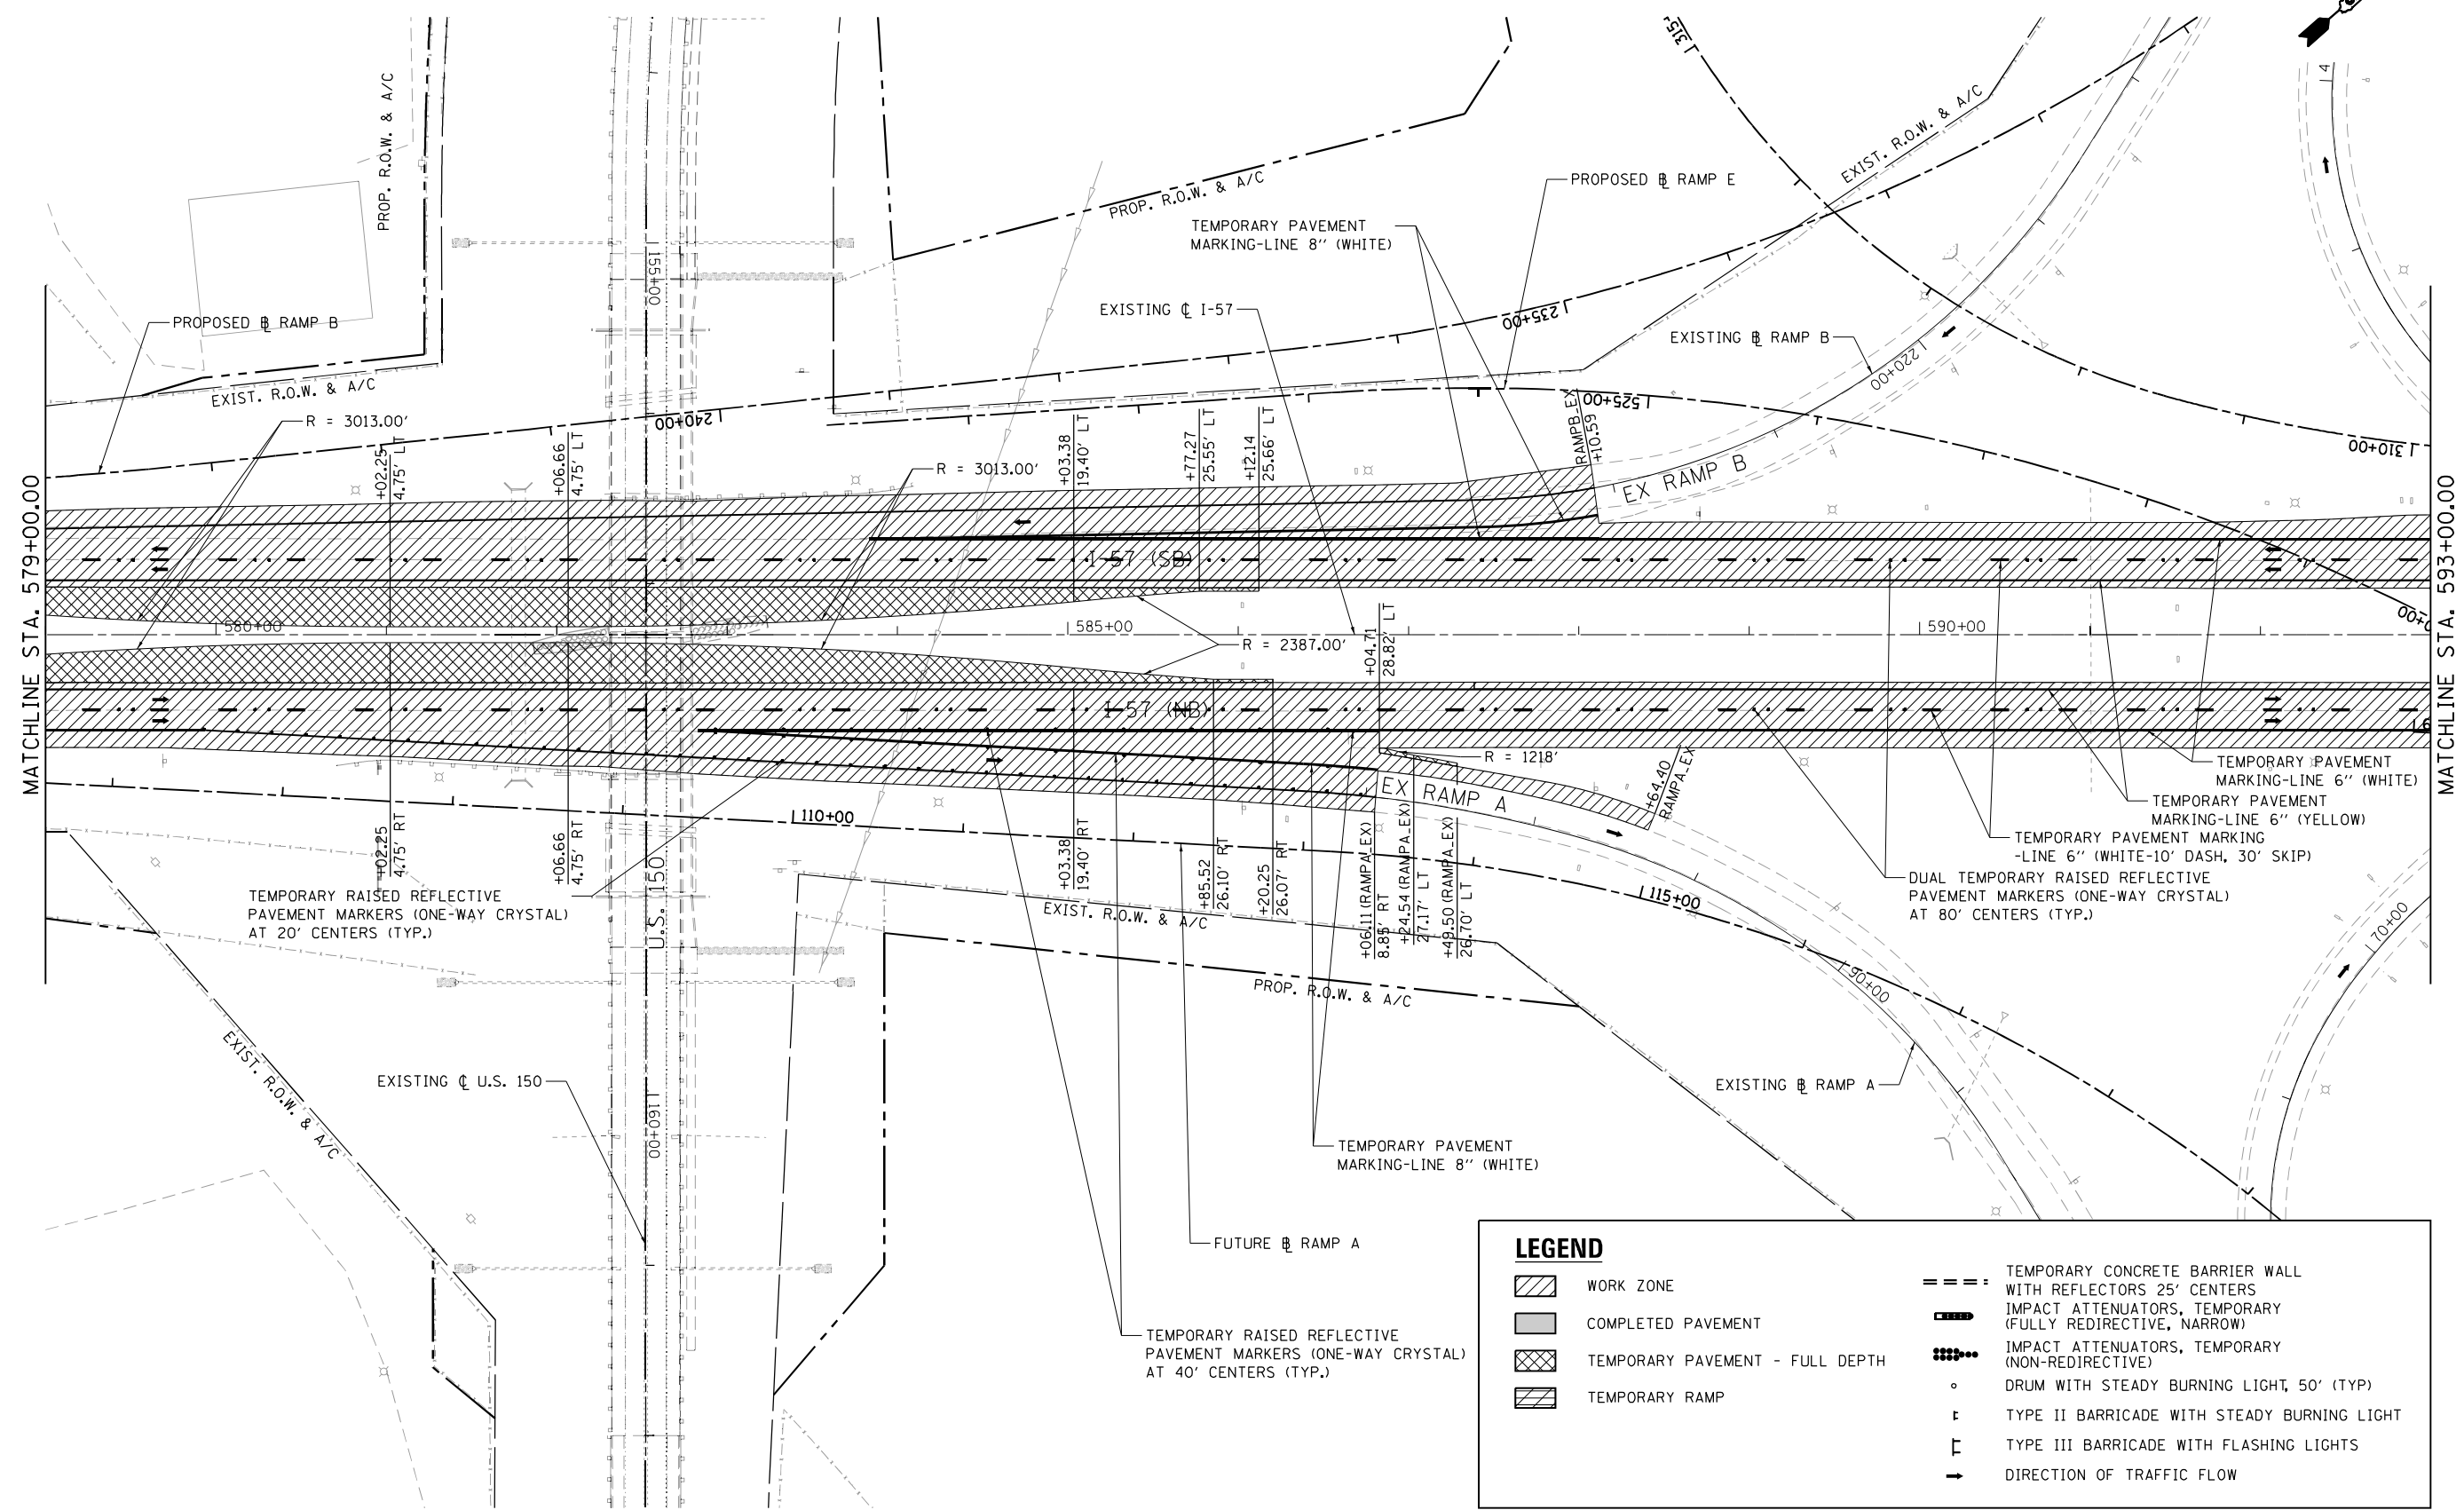 315+
PROP. R.O.W. & A/C
4
EXIST. R.O.W. & A/C
PROPOSED ℄ RAMP E
PROP. R.O.W. & A/C
TEMPORARY PAVEMENT
MARKING-LINE 8'' (WHITE)
155+00
EXISTING ℄ I-57
235+00
PROPOSED ℄ RAMP B
EXISTING ℄ RAMP B
220+00
EXIST. R.O.W. & A/C
525+00
RAMPB_EX
+10.59
R = 3013.00'
240+00
310+00
+02.25
4.75' LT
+06.66
4.75' LT
+03.38
19.40' LT
+77.27
25.55' LT
+12.14
25.66' LT
R = 3013.00'
EX RAMP B
MATCHLINE STA. 579+00.00
MATCHLINE STA. 593+00.00
I-57 (SB)
580+00
585+00
590+00
00+0
R = 2387.00'
+04.71
28.82' LT
I-57 (NB)
R = 1218'
EX RAMP A
+64.40
RAMPA_EX
TEMPORARY PAVEMENT
MARKING-LINE 6'' (WHITE)
TEMPORARY PAVEMENT
MARKING-LINE 6'' (YELLOW)
TEMPORARY PAVEMENT MARKING
-LINE 6'' (WHITE-10' DASH, 30' SKIP)
DUAL TEMPORARY RAISED REFLECTIVE
PAVEMENT MARKERS (ONE-WAY CRYSTAL)
AT 80' CENTERS (TYP.)
110+00
115+00
+02.25
4.75' RT
+06.66
4.75' RT
+03.38
19.40' RT
+85.52
26.10' RT
+20.25
26.07' RT
+06.11 (RAMPA_EX)
8.85' RT
+24.54 (RAMPA_EX)
27.17' LT
+49.50 (RAMPA_EX)
26.70' LT
TEMPORARY RAISED REFLECTIVE
PAVEMENT MARKERS (ONE-WAY CRYSTAL)
AT 20' CENTERS (TYP.)
U.S. 150
EXIST. R.O.W. & A/C
70+00
90+00
PROP. R.O.W. & A/C
EXIST. R.O.W. & A/C
EXISTING ℄ U.S. 150
EXISTING ℄ RAMP A
160+00
TEMPORARY PAVEMENT
MARKING-LINE 8'' (WHITE)
FUTURE ℄ RAMP A
TEMPORARY RAISED REFLECTIVE
PAVEMENT MARKERS (ONE-WAY CRYSTAL)
AT 40' CENTERS (TYP.)
LEGEND
WORK ZONE
COMPLETED PAVEMENT
TEMPORARY PAVEMENT - FULL DEPTH
TEMPORARY RAMP
TEMPORARY CONCRETE BARRIER WALL
WITH REFLECTORS 25' CENTERS
IMPACT ATTENUATORS, TEMPORARY
(FULLY REDIRECTIVE, NARROW)
IMPACT ATTENUATORS, TEMPORARY
(NON-REDIRECTIVE)
DRUM WITH STEADY BURNING LIGHT, 50' (TYP)
TYPE II BARRICADE WITH STEADY BURNING LIGHT
TYPE III BARRICADE WITH FLASHING LIGHTS
DIRECTION OF TRAFFIC FLOW